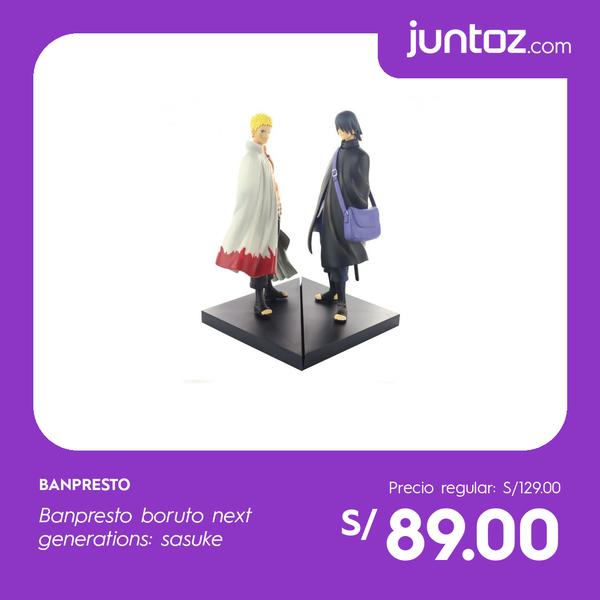 juntoz.com
BANPRESTO
Banpresto boruto next
generations: sasuke
Precio regular: S/129.00
S/89.00